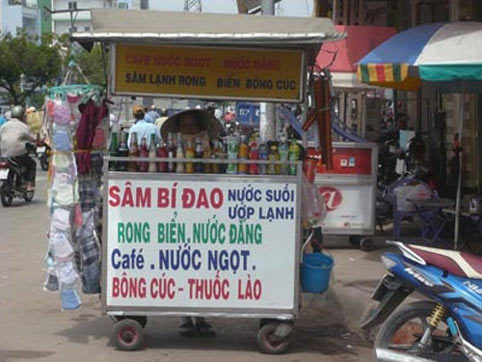 CAFÉ NƯỚC NGỌT NƯỚC ĐẮNG
SÂM LẠNH RONG BIỂN BÔNG CÚC
SÂM BÍ ĐAO NƯỚC SUỐI
ƯỚP LẠNH
RONG BIỂN. NƯỚC ĐẮNG
Café . NƯỚC NGỌT .
BÔNG CÚC - THUỐC LÀO